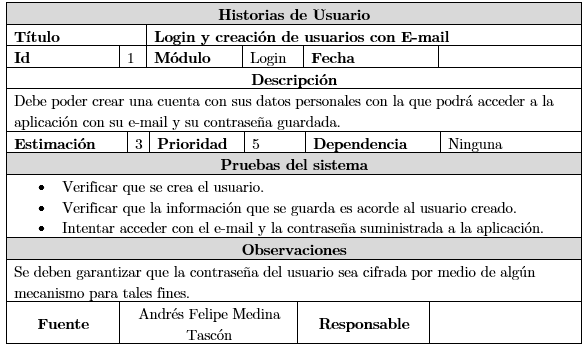 Historias de Usuario
Título Login y creación de usuarios con E-mail
Id 1 Módulo Login Fecha
Descripción
Debe poder crear una cuenta con sus datos personales con la que podrá acceder a la
aplicación con su e-mail y su contraseña guardada.
Estimación 3 Prioridad 5 Dependencia Ninguna
Pruebas del sistema
• Verificar que se crea el usuario.
• Verificar que la información que se guarda es acorde al usuario creado.
• Intentar acceder con el e-mail y la contraseña suministrada a la aplicación.
Observaciones
Se deben garantizar que la contraseña del usuario sea cifrada por medio de algún
mecanismo para tales fines.
Fuente Andrés Felipe Medina Responsable
Tascón